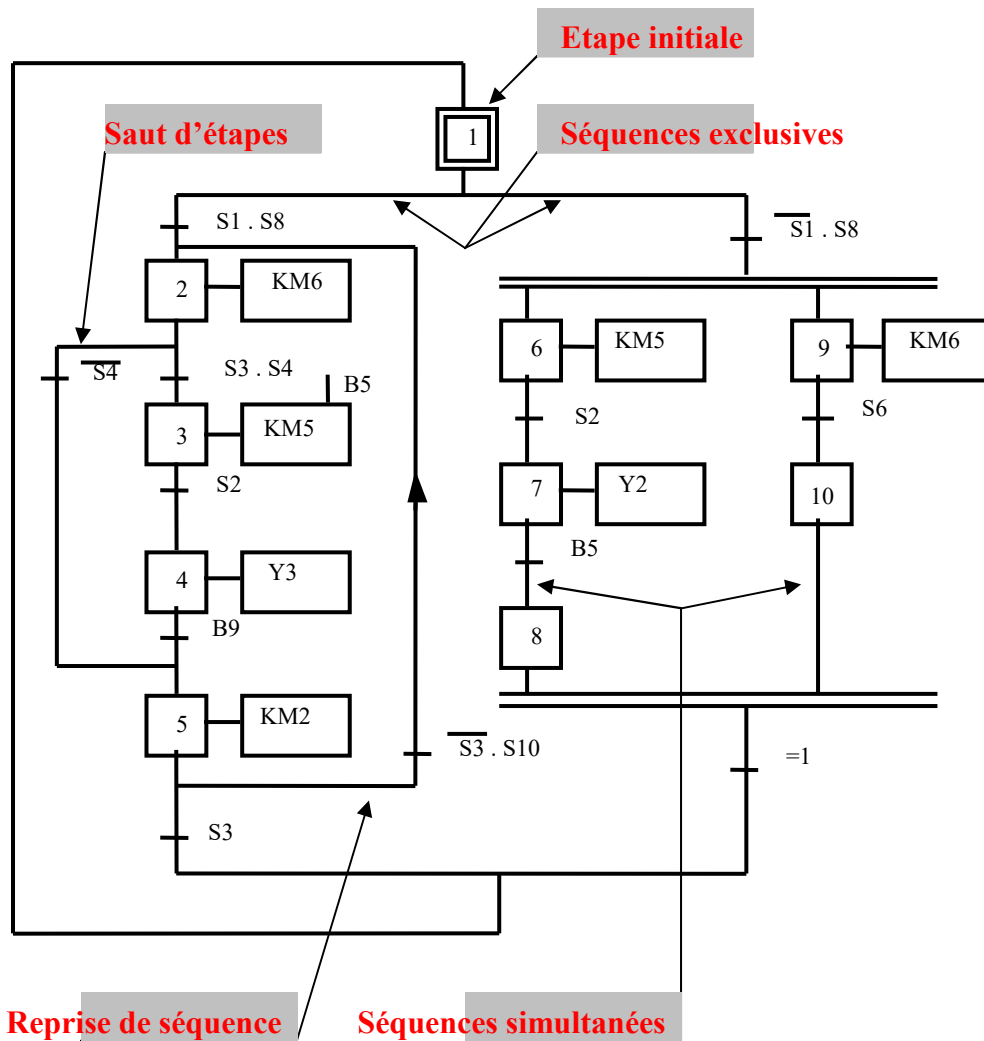 Etape initiale
Saut d’étapes
1
Séquences exclusives
S1 . S8
S1 . S8
2
KM6
6
KM5
9
KM6
S4
S3 . S4
B5
3
KM5
S2
S6
S2
7
Y2
10
B5
4
Y3
B9
8
5
KM2
S3 . S10
=1
S3
Reprise de séquence
Séquences simultanées